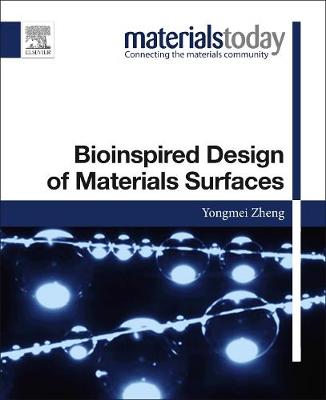 ELSEVIER
materialstoday
Connecting the materials community
Bioinspired Design
of Materials Surfaces
Yongmei Zheng